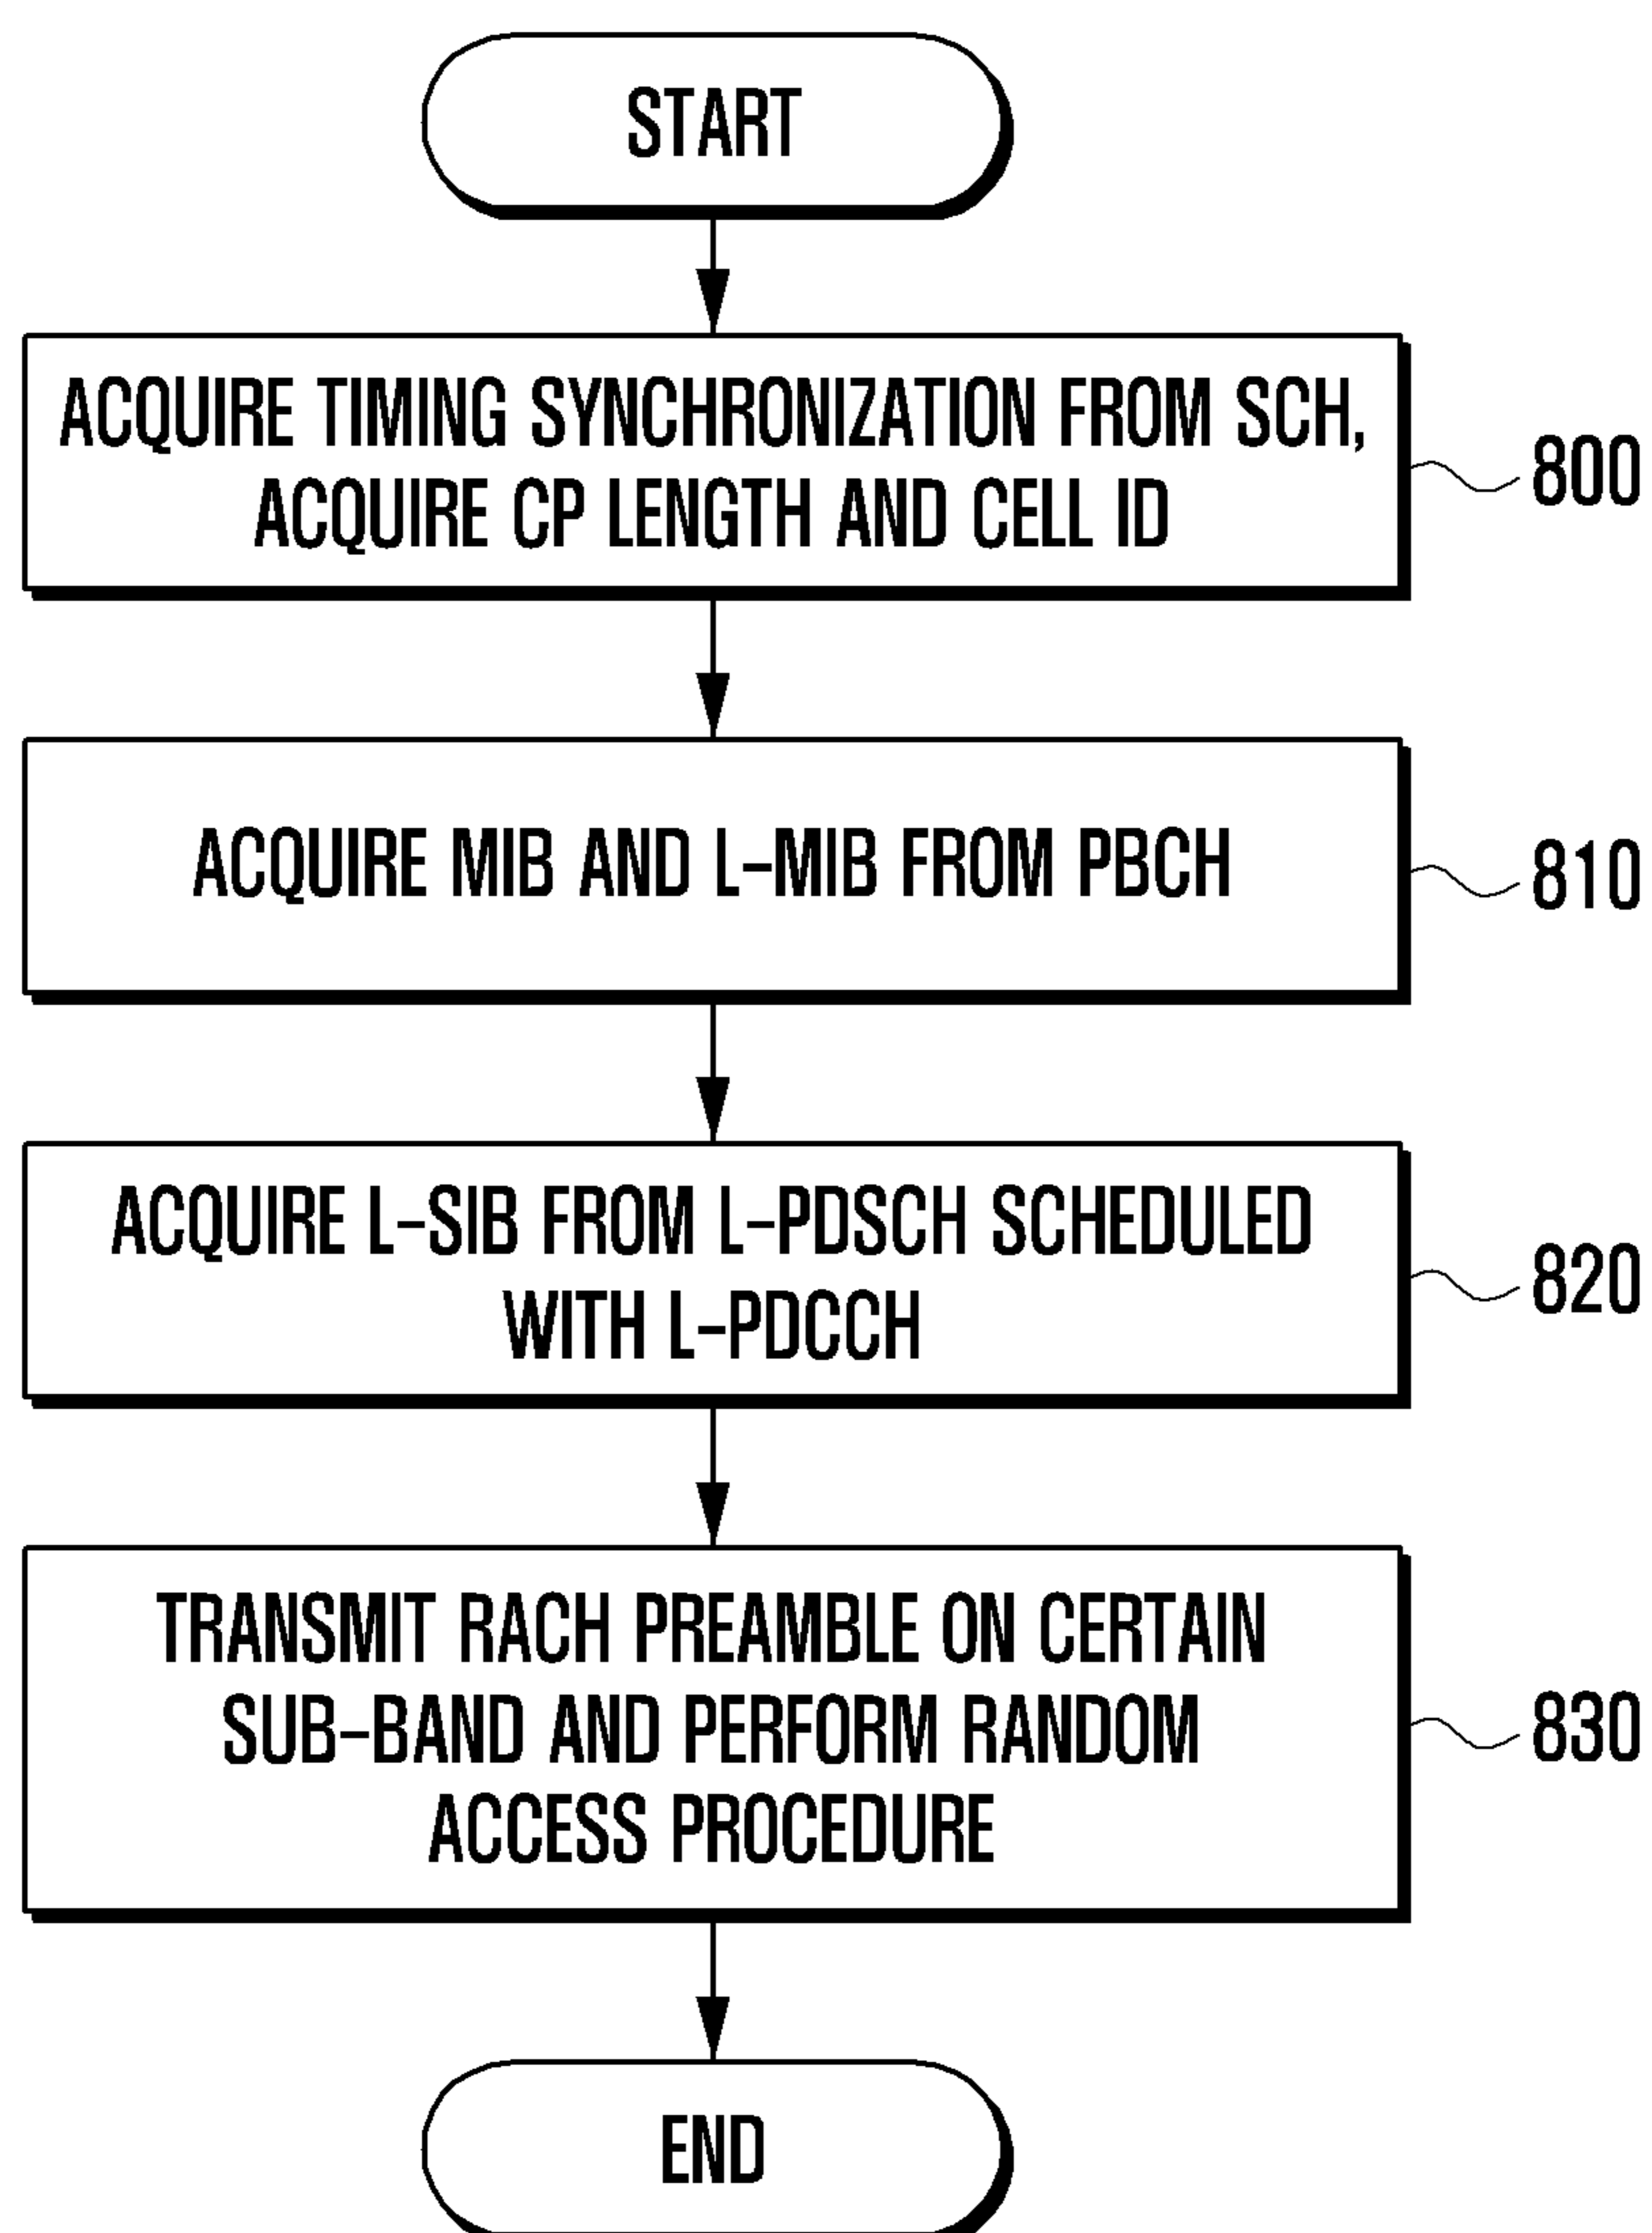 START
ACQUIRE TIMING SYNCHRONIZATION FROM SCH,
ACQUIRE CP LENGTH AND CELL ID
800
ACQUIRE MIB AND L-MIB FROM PBCH
810
ACQUIRE L-SIB FROM L-PDSCH SCHEDULED
WITH L-PDCCH
820
TRANSMIT RACH PREAMBLE ON CERTAIN
SUB-BAND AND PERFORM RANDOM
ACCESS PROCEDURE
830
END